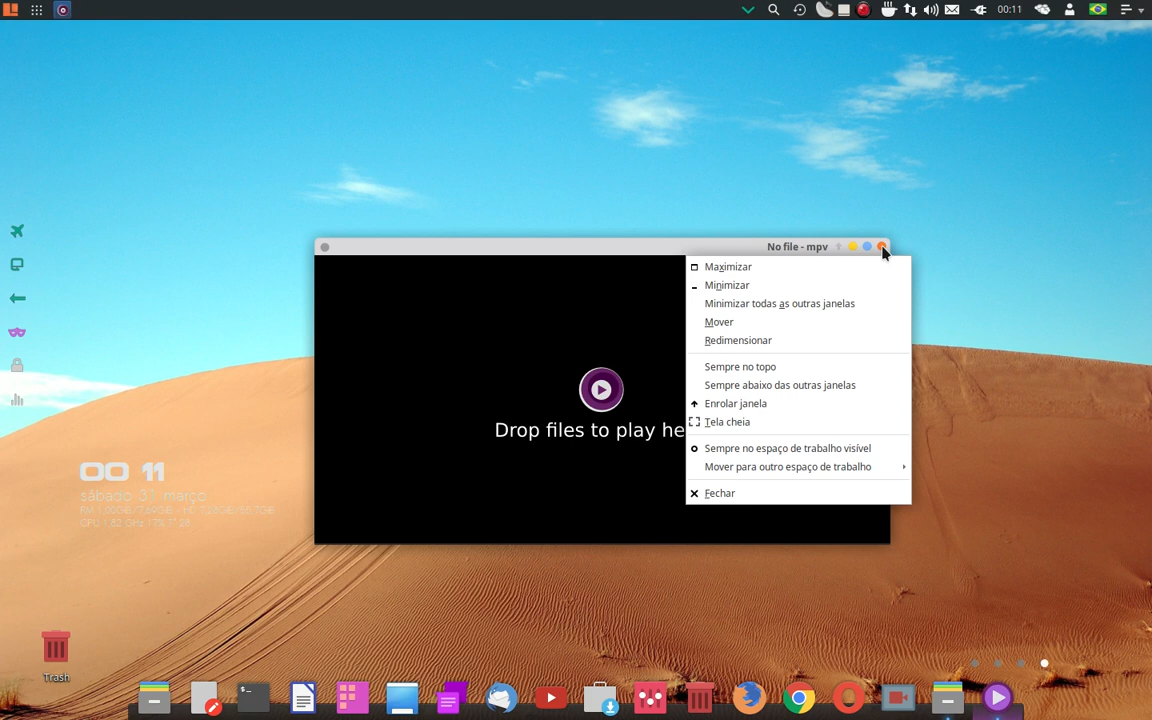 00:11
No file - mpv
Maximizar
Minimizar
Minimizar todas as outras janelas
Mover
Redimensionar
Sempre no topo
Sempre abaixo das outras janelas
Enrolar janela
Tela cheia
Sempre no espaço de trabalho visível
Mover para outro espaço de trabalho
Fechar
Drop files to play he
00 11
sábado 31 março
Trash